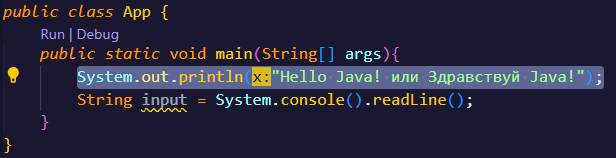 public class App {
Run | Debug
public static void main(String[] args){
System.out.println(x:"Hello Java! или Здравствуй Java!");
String input = System.console().readLine();
}
}